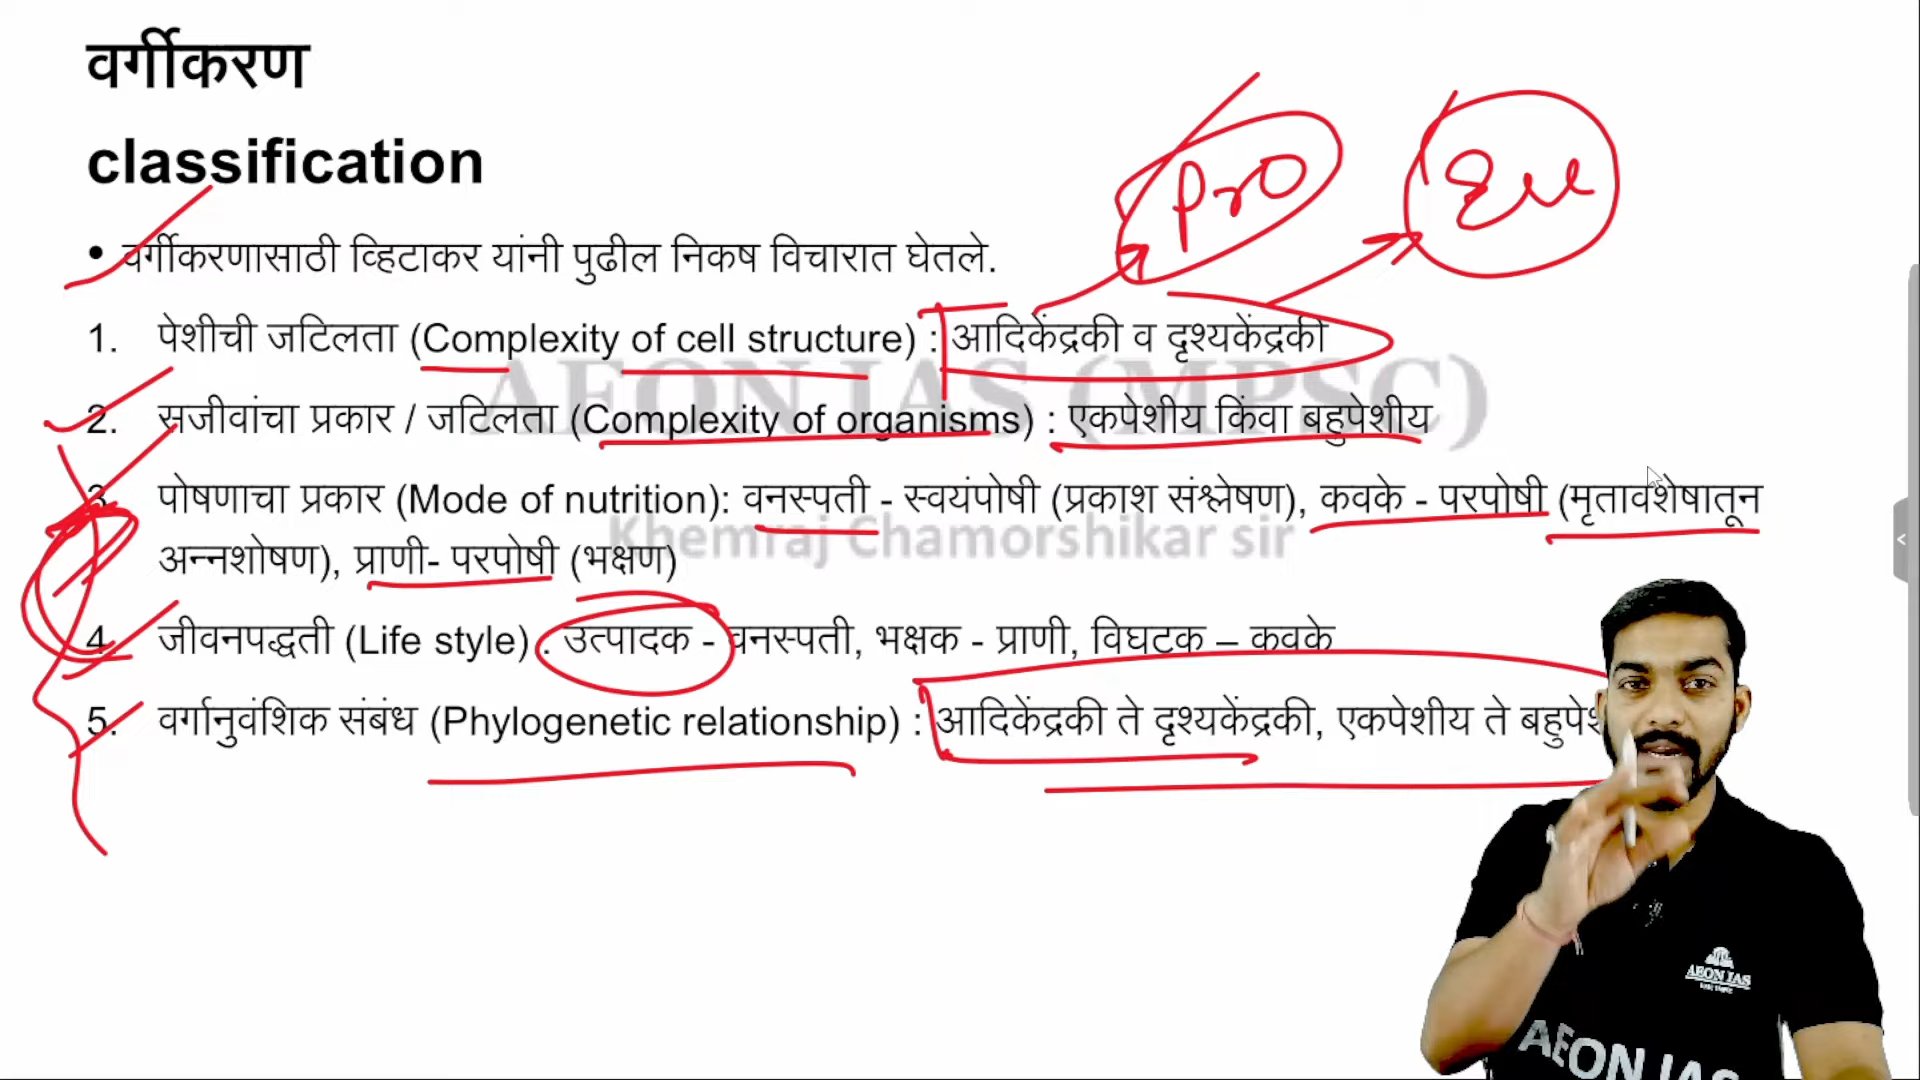 वर्गीकरण
classification
• वर्गीकरणासाठी व्हिटाकर यांनी पुढील निकष विचारात घेतले.
Pro
Eu
1. पेशीची जटिलता (Complexity of cell structure) : आदिकेंद्रकी व दृश्यकेंद्रकी
AEON IAS (MPSC)
2. सजीवांचा प्रकार / जटिलता (Complexity of organisms) : एकपेशीय किंवा बहुपेशीय
3. पोषणाचा प्रकार (Mode of nutrition): वनस्पती - स्वयंपोषी (प्रकाश संश्लेषण), कवके - परपोषी (मृतावशेषातून
Khemraj Chamorshikar sir
अन्नशोषण), प्राणी- परपोषी (भक्षण)
4. जीवनपद्धती (Life style) : उत्पादक - वनस्पती, भक्षक - प्राणी, विघटक – कवके
5. वर्गानुवंशिक संबंध (Phylogenetic relationship) : आदिकेंद्रकी ते दृश्यकेंद्रकी, एकपेशीय ते
AEON IAS
AEON IAS